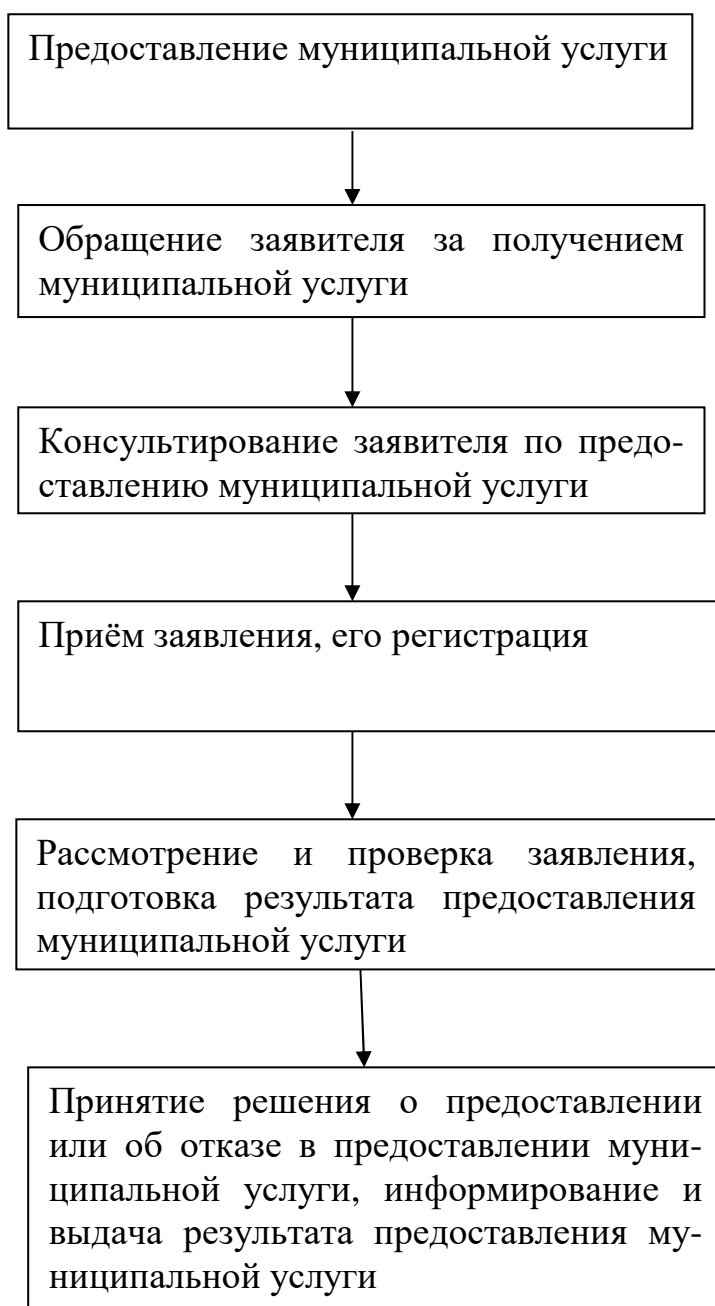 Предоставление муниципальной услуги
Обращение заявителя за получением
муниципальной услуги
Консультирование заявителя по предо-
ставлению муниципальной услуги
Приём заявления, его регистрация
Рассмотрение и проверка заявления,
подготовка результата предоставления
муниципальной услуги
Принятие решения о предоставлении
или об отказе в предоставлении муни-
ципальной услуги, информирование и
выдача результата предоставления му-
ниципальной услуги